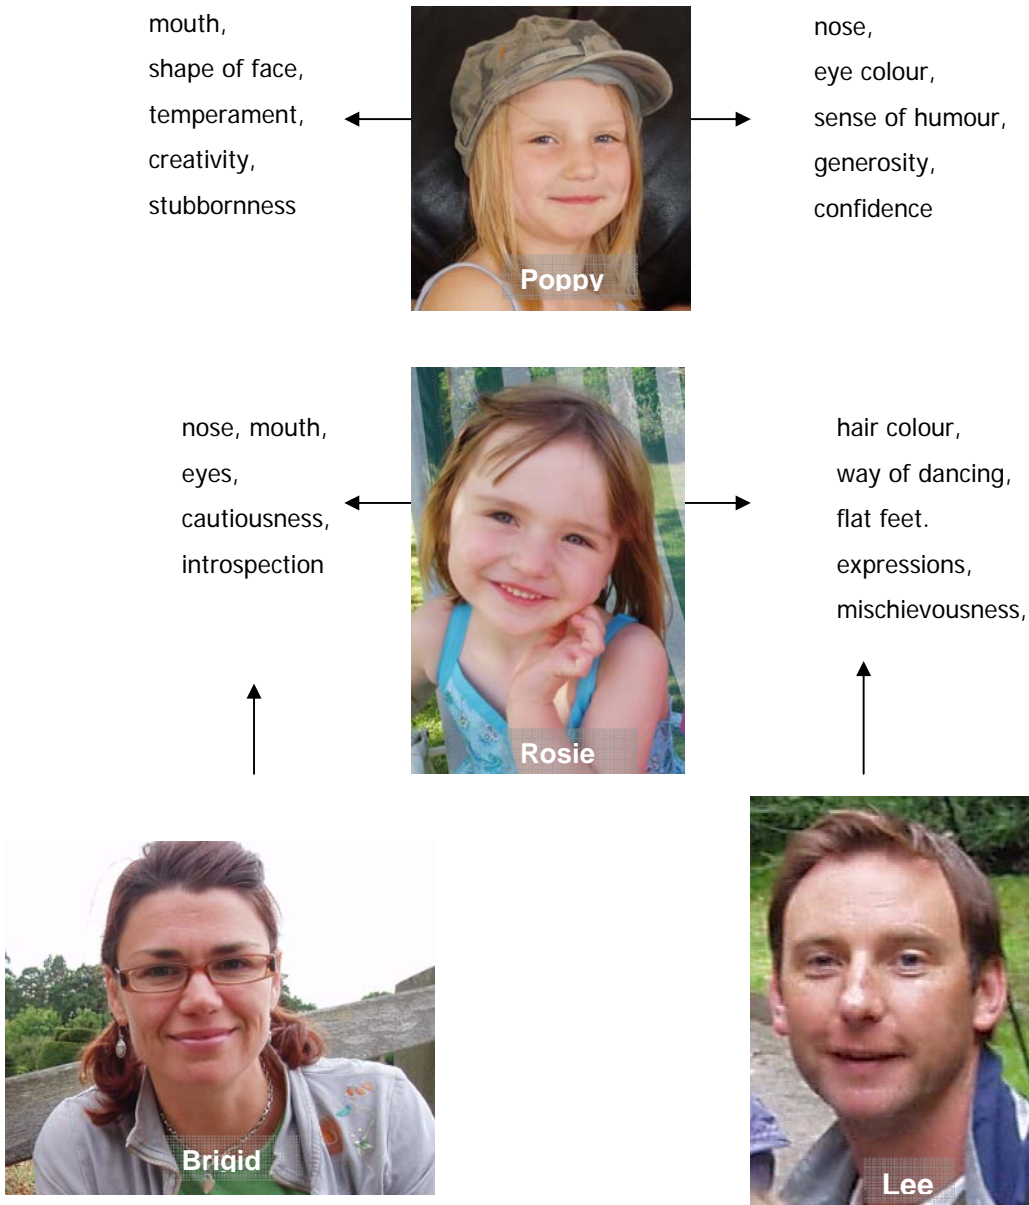 mouth,
shape of face,
temperament,
creativity,
stubbornness
nose,
eye colour,
sense of humour,
generosity,
confidence
Poppy
nose, mouth,
eyes,
cautiousness,
introspection
hair colour,
way of dancing,
flat feet.
expressions,
mischievousness,
Rosie
Brigid
Lee